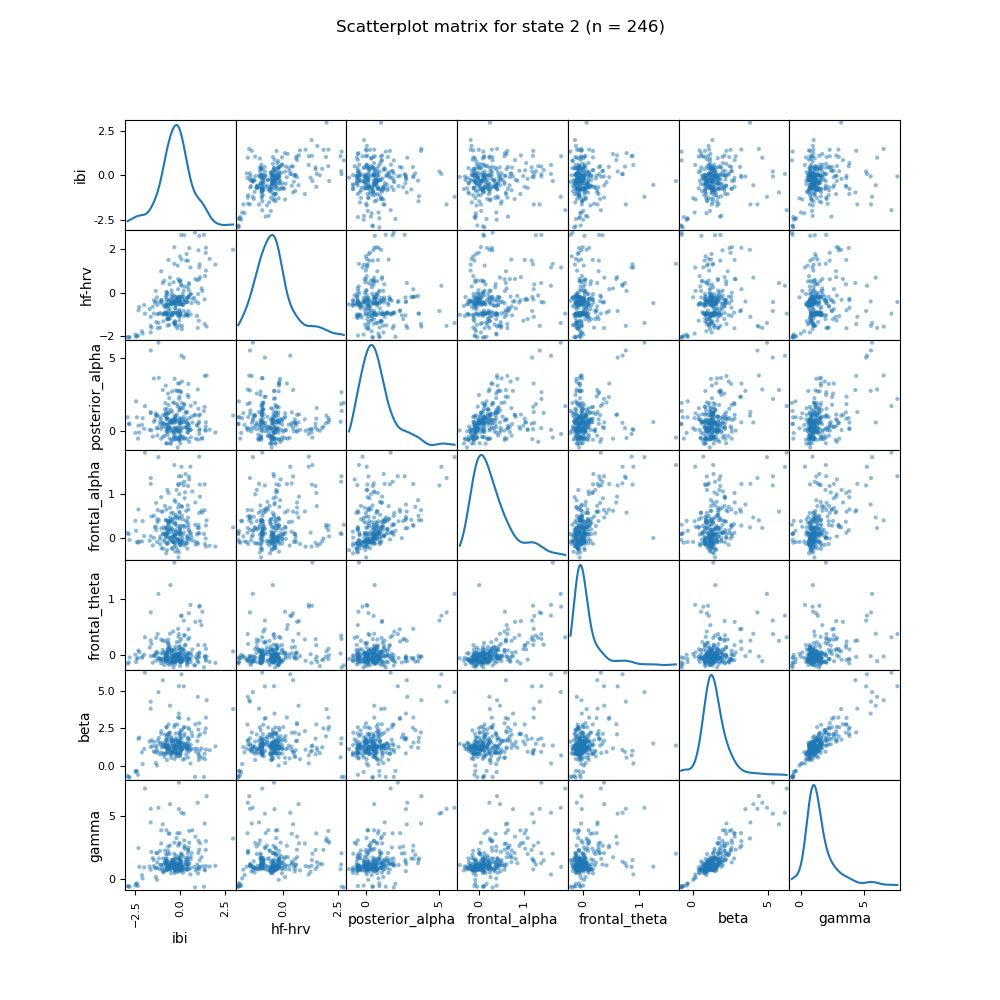 Scatterplot matrix for state 2 (n = 246)
ibi
2.5
0.0
−2.5
hf-hrv
2
0
−2
posterior_alpha
5
0
frontal_alpha
1
0
frontal_theta
1
0
beta
5.0
2.5
0.0
gamma
5
0
−2.5
0.0
2.5
ibi
0.0
2.5
hf-hrv
0
5
posterior_alpha
0
1
frontal_alpha
0
1
frontal_theta
0
5
beta
0
5
gamma